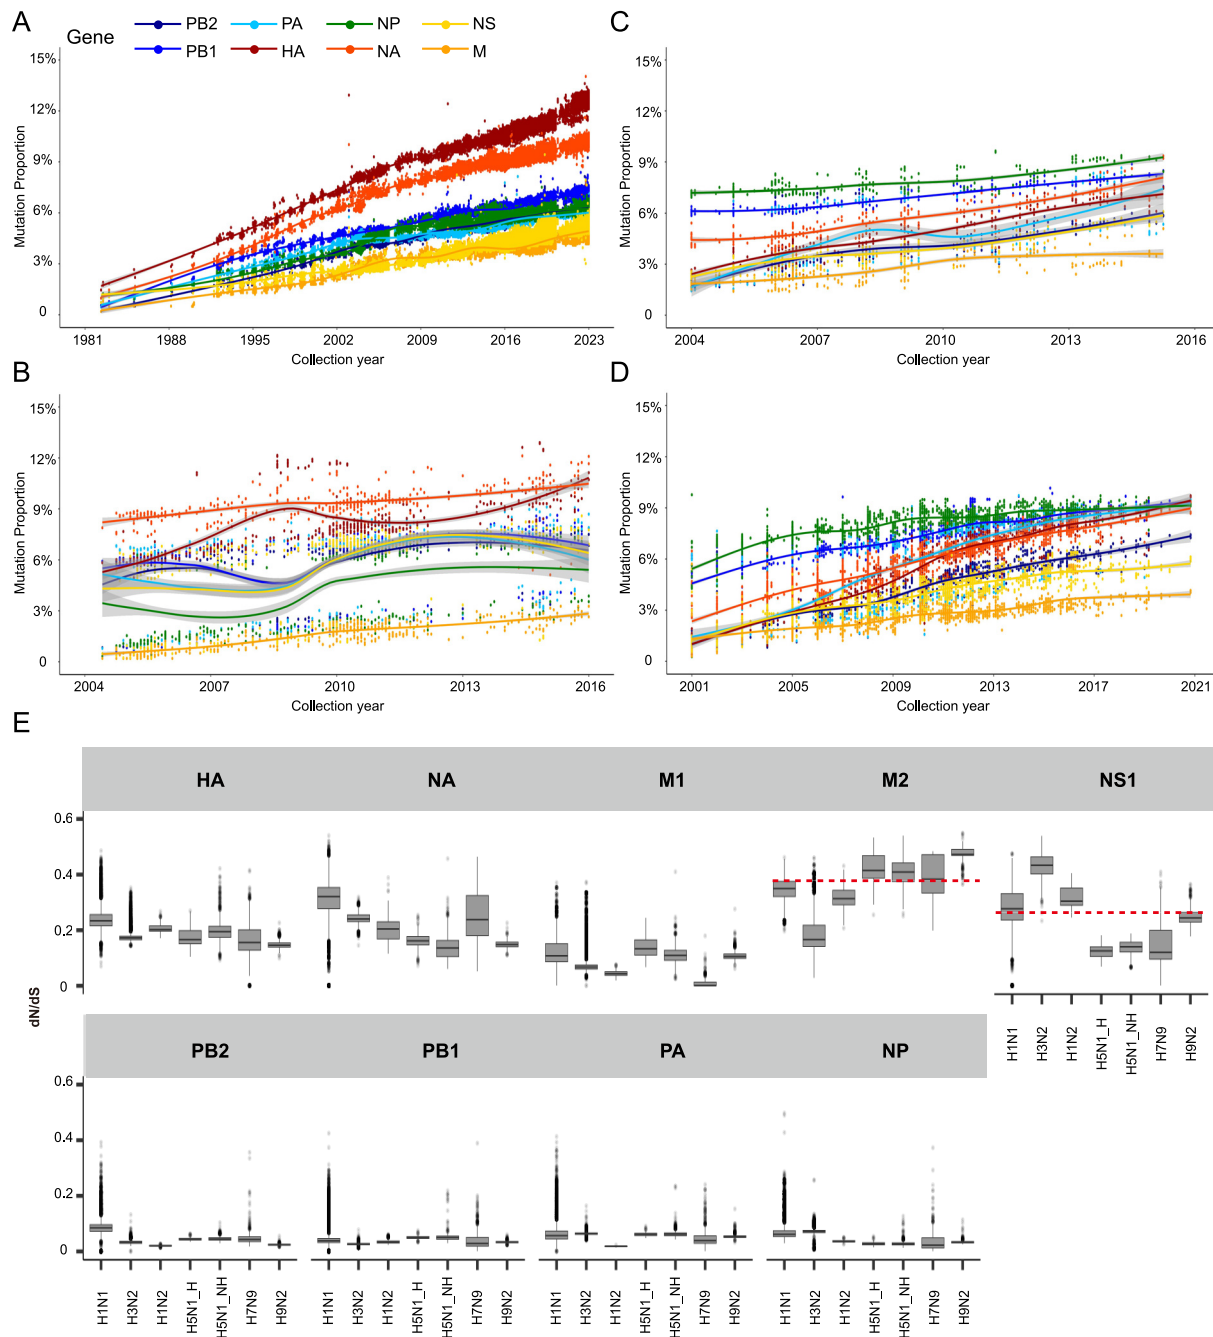 A
Gene
PB2 PA NP NS
PB1 HA NA M
15%
12%
9%
6%
3%
0
Mutation Proportion
1981 1988 1995 2002 2009 2016 2023
Collection year
C
15%
12%
9%
6%
3%
0
Mutation Proportion
2004 2007 2010 2013 2016
Collection year
B
15%
12%
9%
6%
3%
0
Mutation Proportion
2004 2007 2010 2013 2016
Collection year
D
15%
12%
9%
6%
3%
0
Mutation Proportion
2001 2005 2009 2013 2017 2021
Collection year
E
HA NA M1 M2 NS1
0.6
0.4
0.2
0
dN/dS
H1N1 H3N2 H1N2 H5N1_H H5N1_NH H7N9 H9N2
PB2 PB1 PA NP
0.6
0.4
0.2
0
H1N1 H3N2 H1N2 H5N1_H H5N1_NH H7N9 H9N2 H1N1 H3N2 H1N2 H5N1_H H5N1_NH H7N9 H9N2 H1N1 H3N2 H1N2 H5N1_H H5N1_NH H7N9 H9N2 H1N1 H3N2 H1N2 H5N1_H H5N1_NH H7N9 H9N2